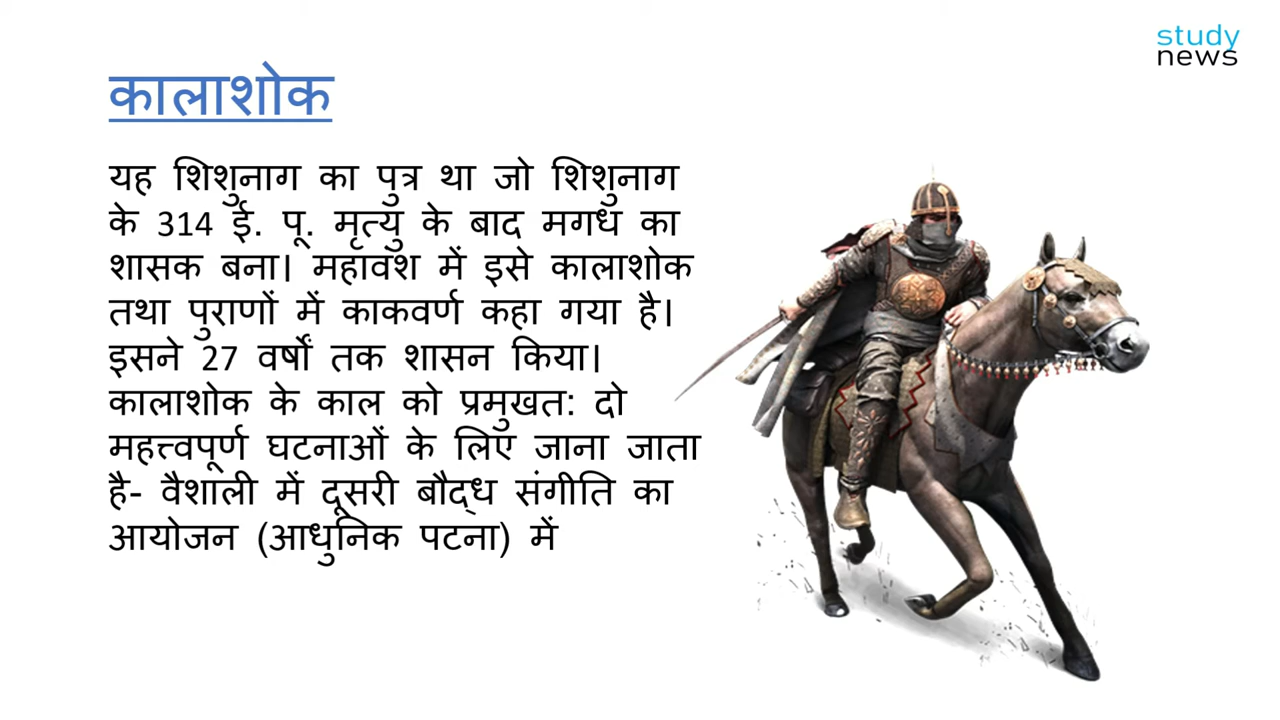 study
news
कालाशोक
यह शिशुनाग का पुत्र था जो शिशुनाग
के 314 ई. पू. मृत्यु के बाद मगध का
शासक बना। महावश में इसे कालाशोक
तथा पुराणों में काकवर्ण कहा गया है।
इसने 27 वर्षों तक शासन किया।
कालाशोक के काल को प्रमुखत: दो
महत्त्वपूर्ण घटनाओं के लिए जाना जाता
है- वैशाली में दूसरी बौद्ध संगीति का
आयोजन (आधुनिक पटना) में